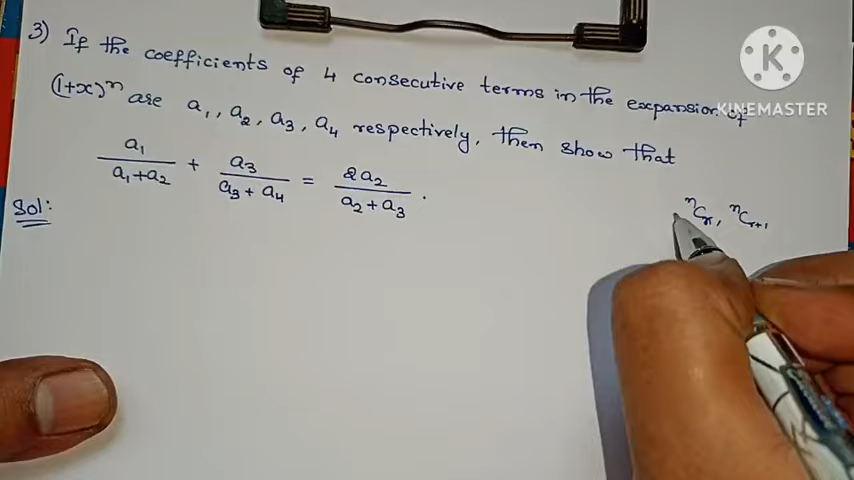 3) If the coefficients of 4 consecutive terms in the expansion of
(1+x)ⁿ are a₁, a₂, a₃, a₄ respectively, then show that
a₁/(a₁+a₂) + a₃/(a₃+a₄) = 2a₂/(a₂+a₃).
Sol:
ⁿCᵣ, ⁿCᵣ₊₁
K
KINEMASTER